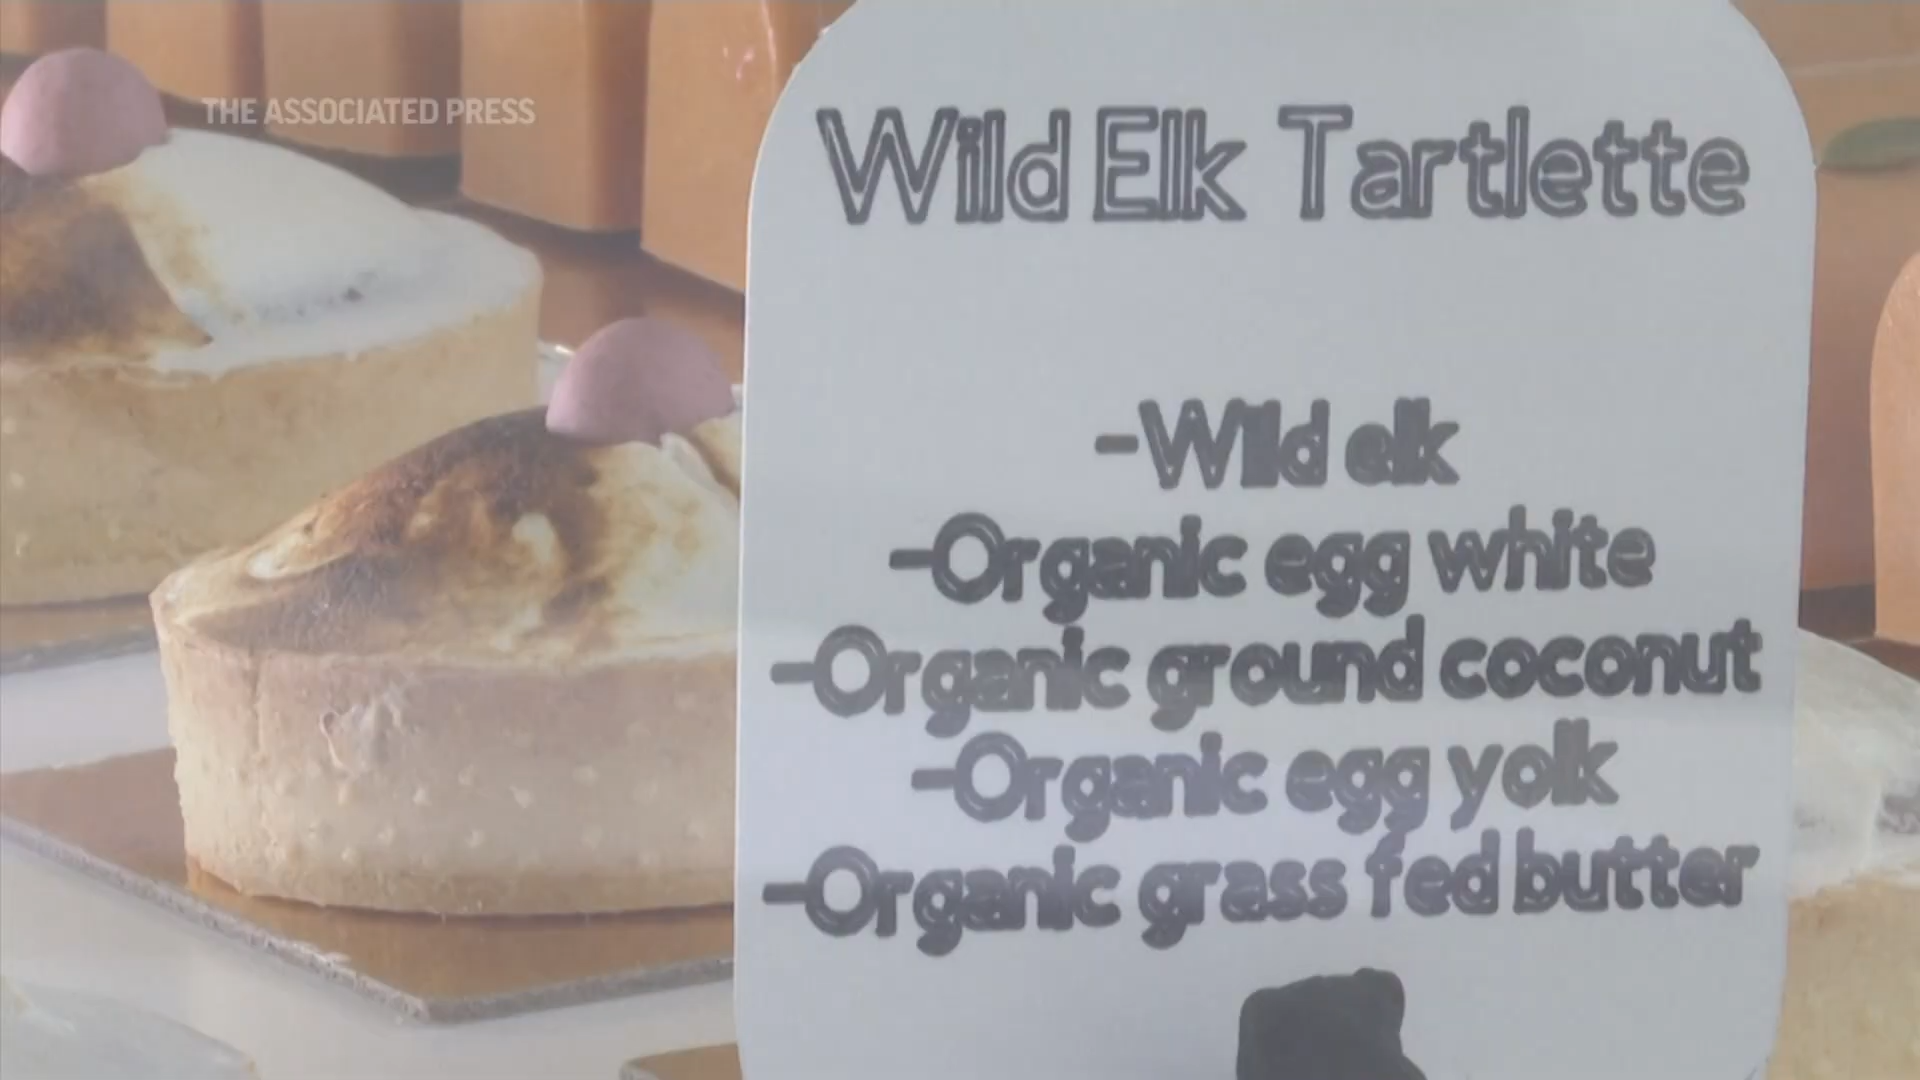 THE ASSOCIATED PRESS
Wild Elk Tartlette
-Wild elk
-Organic egg white
-Organic ground coconut
-Organic egg yolk
-Organic grass fed butter